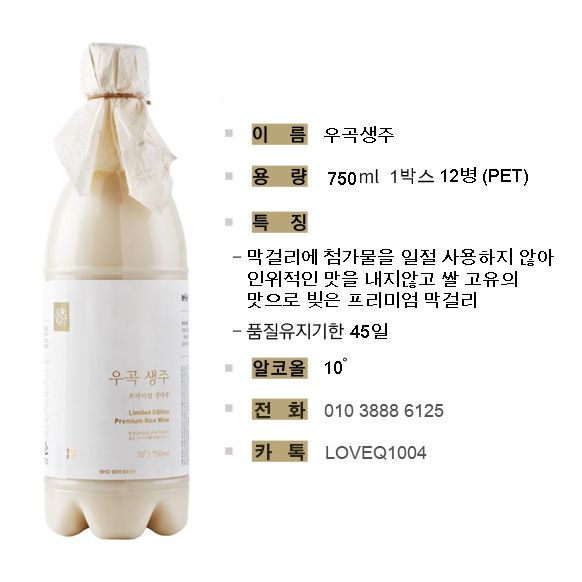 이 름 우곡생주
용 량 750ml 1박스 12병 (PET)
특 징
– 막걸리에 첨가물을 일절 사용하지 않아
인위적인 맛을 내지않고 쌀 고유의
맛으로 빚은 프리미엄 막걸리
– 품질유지기한 45일
알코올 10°
전 화 010 3888 6125
카 톡 LOVEQ1004
우곡 생주
프리미엄 생탁주
Limited Edition
Premium Rice Wine
10° | 750ml
BHD BREWERY